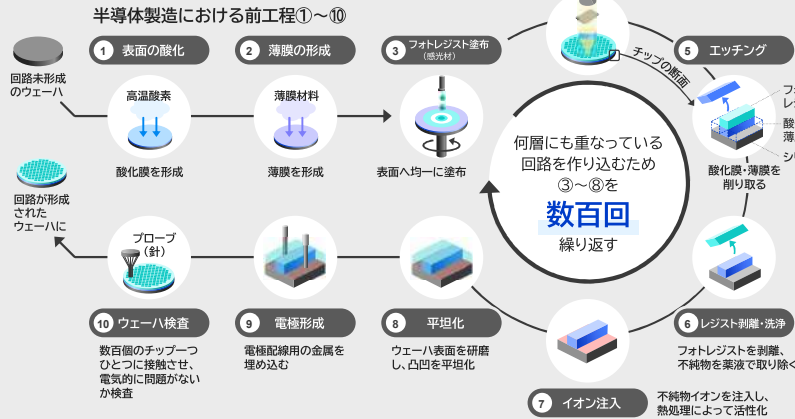 半導体製造における前工程①〜⑩
回路未形成
のウェーハ
1 表面の酸化
高温酸素
酸化膜を形成
2 薄膜の形成
薄膜材料
薄膜を形成
3 フォトレジスト塗布
(感光材)
表面へ均一に塗布
チップの断面
5 エッチング
フォ
レ
酸
薄
シリ
酸化膜・薄膜を
削り取る
何層にも重なっている
回路を作り込むため
③〜⑧を
数百回
繰り返す
6 レジスト剥離・洗浄
フォトレジストを剥離、
不純物を薬液で取り除く
7 イオン注入
不純物イオンを注入し、
熱処理によって活性化
8 平坦化
ウェーハ表面を研磨
し、凸凹を平坦化
9 電極形成
電極配線用の金属を
埋め込む
プローブ
(針)
10 ウェーハ検査
数百個のチップ一つ
ひとつに接触させ、
電気的に問題がない
か検査
回路が形成
された
ウェーハに